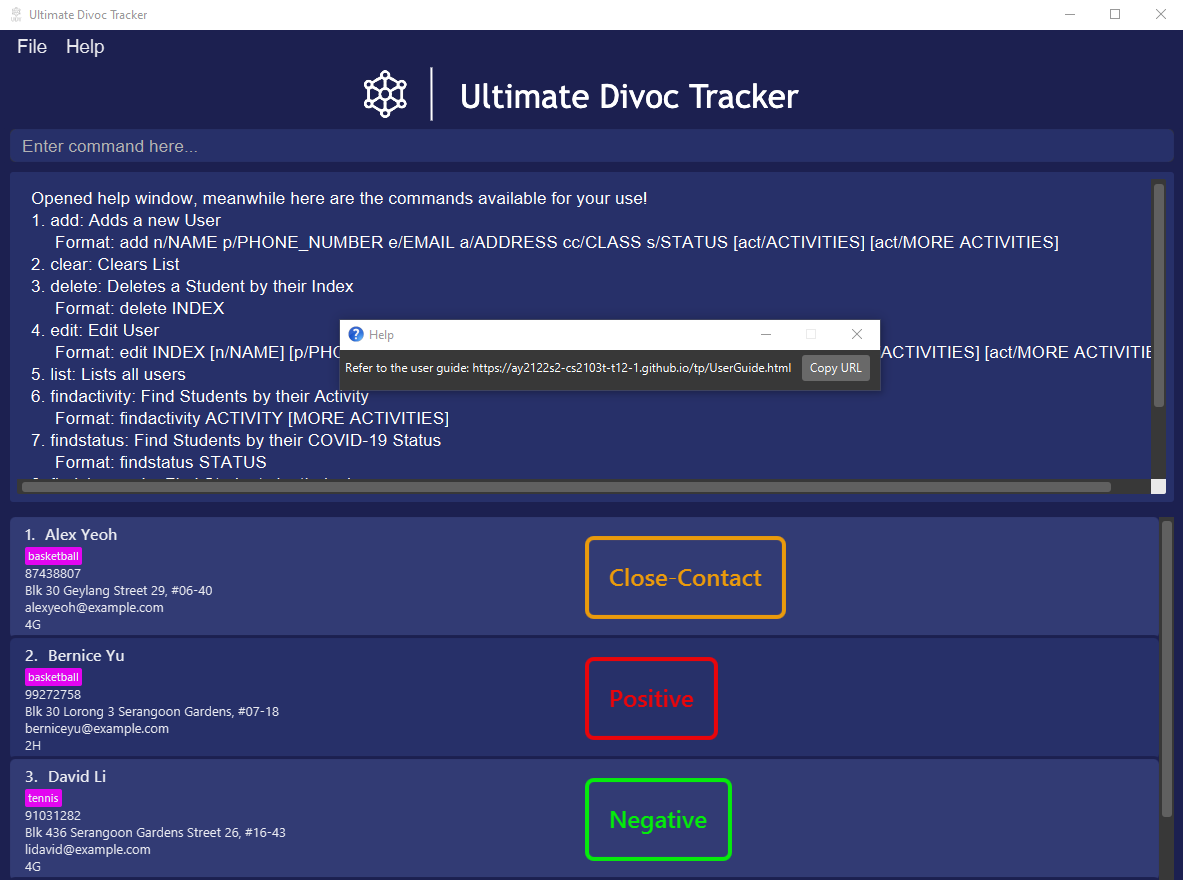 Ultimate Divoc Tracker
File Help
Ultimate Divoc Tracker
Enter command here...
Opened help window, meanwhile here are the commands available for your use!
1. add: Adds a new User
Format: add n/NAME p/PHONE_NUMBER e/EMAIL a/ADDRESS cc/CLASS s/STATUS [act/ACTIVITIES] [act/MORE ACTIVITIES]
2. clear: Clears List
3. delete: Deletes a Student by their Index
Format: delete INDEX
4. edit: Edit User
Format: edit INDEX [n/NAME] ACTIVITIES] [act/MORE
5. list: Lists all users
6. findactivity: Find Students by their Activity
Format: findactivity ACTIVITY [MORE ACTIVITIES]
7. findstatus: Find Students by their COVID-19 Status
Format: findstatus STATUS
Help
Refer to the user guide: https://ay2122s2-cs2103t-t12-1.github.io/tp/UserGuide.html
Copy URL
1. Alex Yeoh
basketball
87438807
Blk 30 Geylang Street 29, #06-40
alexyeoh@example.com
4G
Close-Contact
2. Bernice Yu
basketball
99272758
Blk 30 Lorong 3 Serangoon Gardens, #07-18
berniceyu@example.com
2H
Positive
3. David Li
tennis
91031282
Blk 436 Serangoon Gardens Street 26, #16-43
lidavid@example.com
4G
Negative